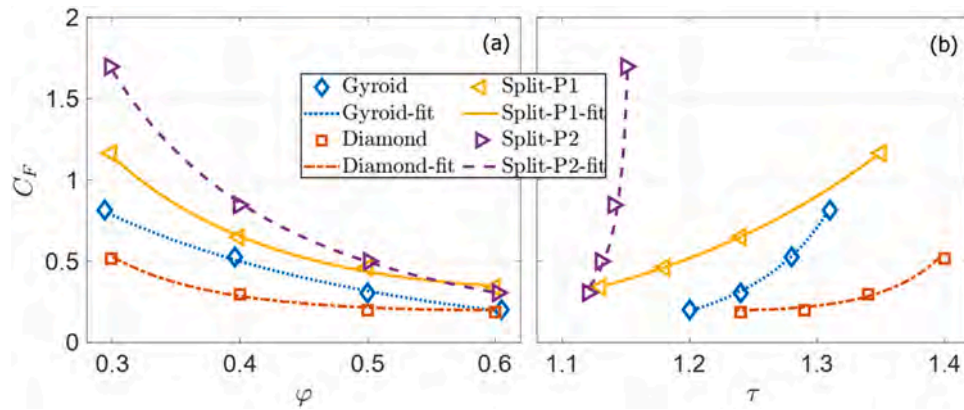 2
1.5
1
0.5
0
C_F
(a)
(b)
Gyroid
Gyroid-fit
Diamond
Diamond-fit
Split-P1
Split-P1-fit
Split-P2
Split-P2-fit
0.3 0.4 0.5 0.6
φ
1.1 1.2 1.3 1.4
τ